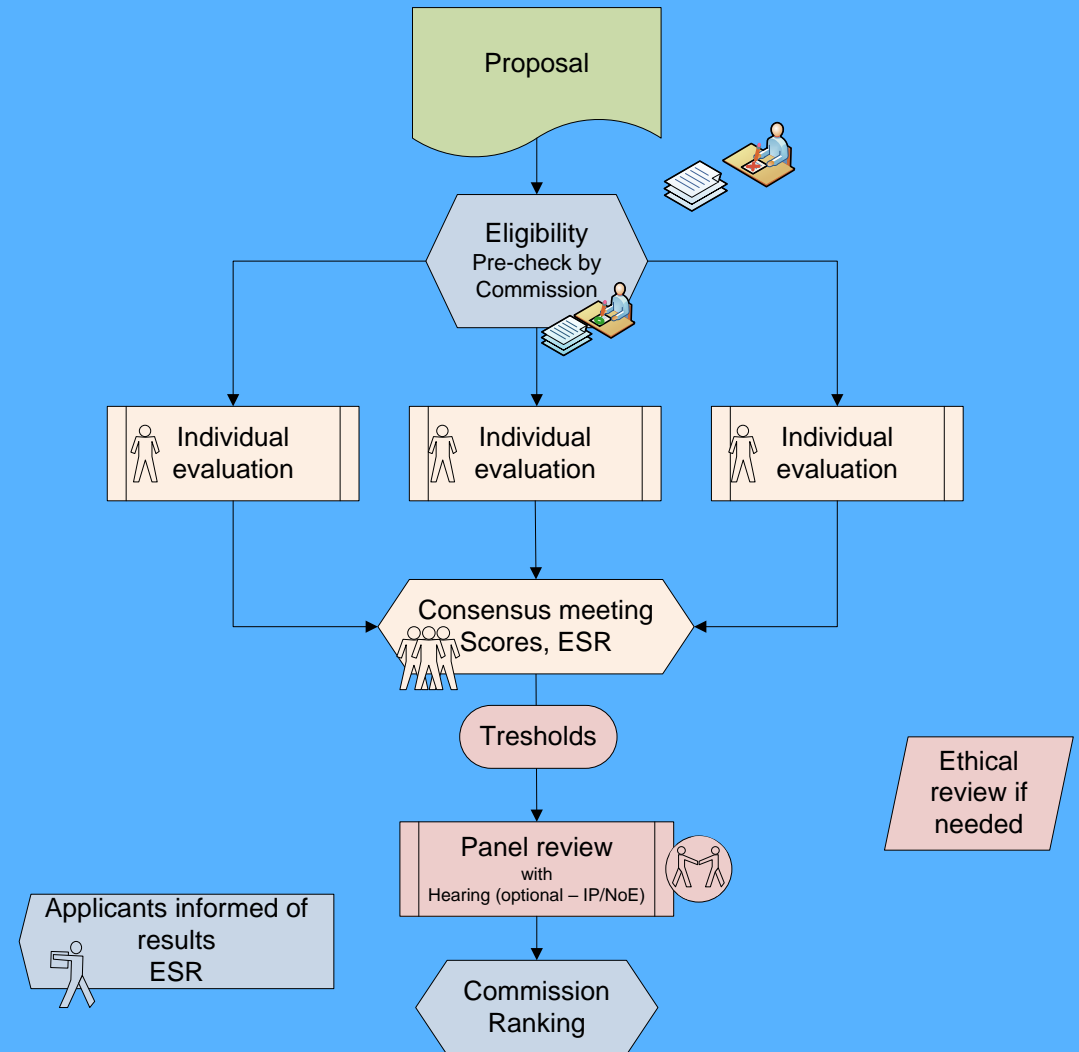 Proposal
Eligibility
Pre-check by
Commission
Individual
evaluation
Individual
evaluation
Individual
evaluation
Consensus meeting
Scores, ESR
Tresholds
Ethical
review if
needed
Panel review
with
Hearing (optional – IP/NoE)
Applicants informed of
results
ESR
Commission
Ranking